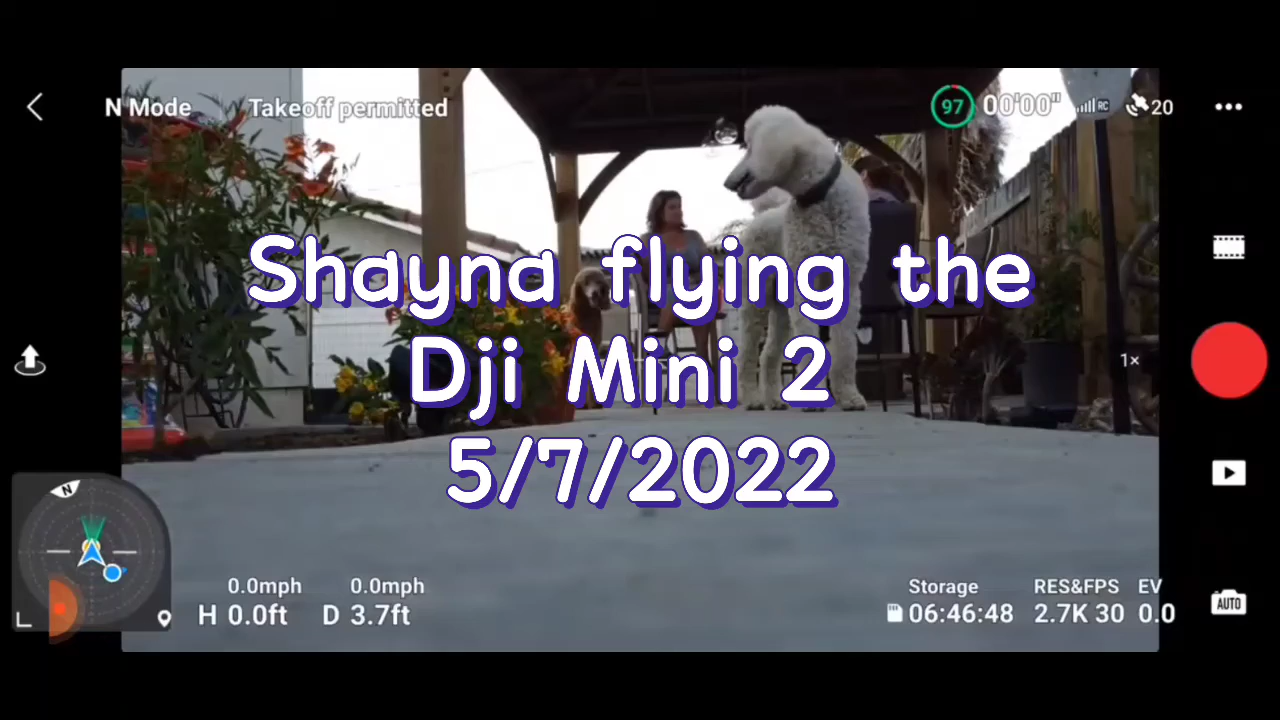 N Mode Takeoff permitted 97 00'00" RC 20
Shayna flying the
Dji Mini 2
5/7/2022
1×
N
0.0mph 0.0mph
H 0.0ft D 3.7ft
Storage RES&FPS EV
06:46:48 2.7K 30 0.0
AUTO